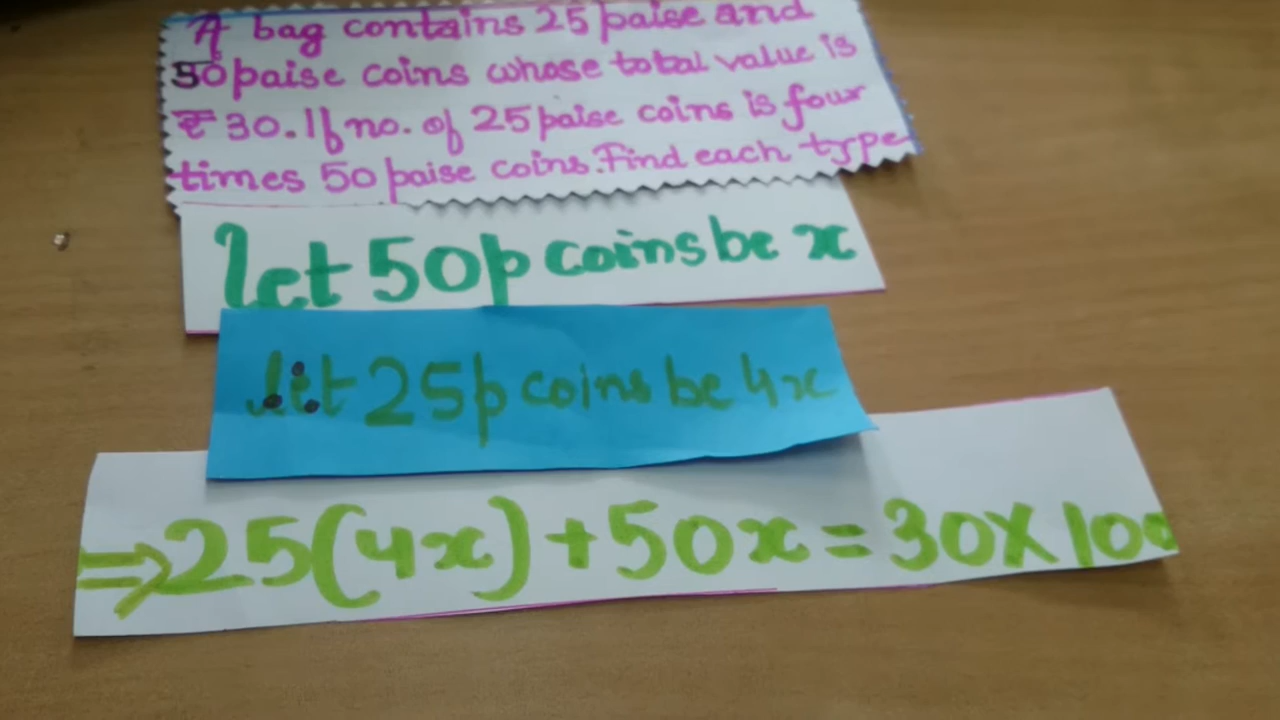 A bag contains 25 paise and
50 paise coins whose total value is
₹ 30. If no. of 25 paise coins is four
times 50 paise coins. Find each type
let 50p coins be x
let 25p coins be 4x
⇒ 25(4x) + 50x = 30 X 100